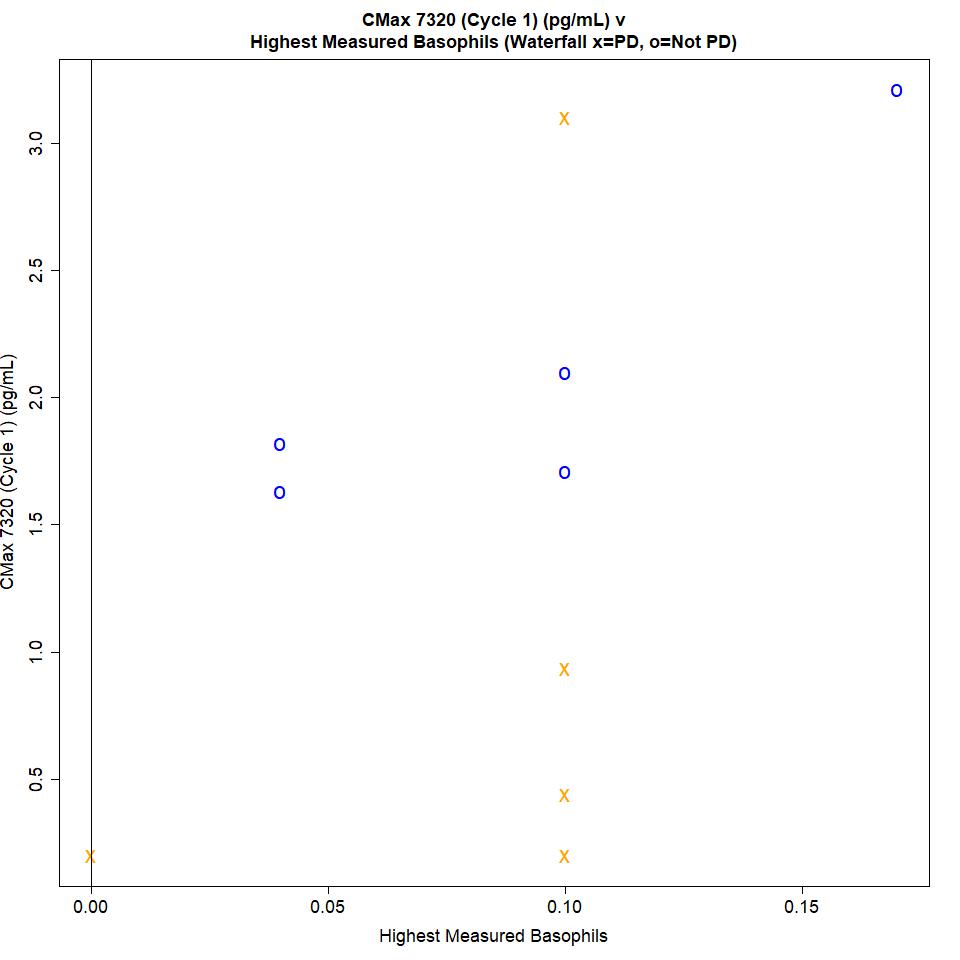 CMax 7320 (Cycle 1) (pg/mL) v
Highest Measured Basophils (Waterfall x=PD, o=Not PD)
CMax 7320 (Cycle 1) (pg/mL)
3.0
2.5
2.0
1.5
1.0
0.5
o
x
o
o
o
o
x
x
x
x
0.00 0.05 0.10 0.15
Highest Measured Basophils